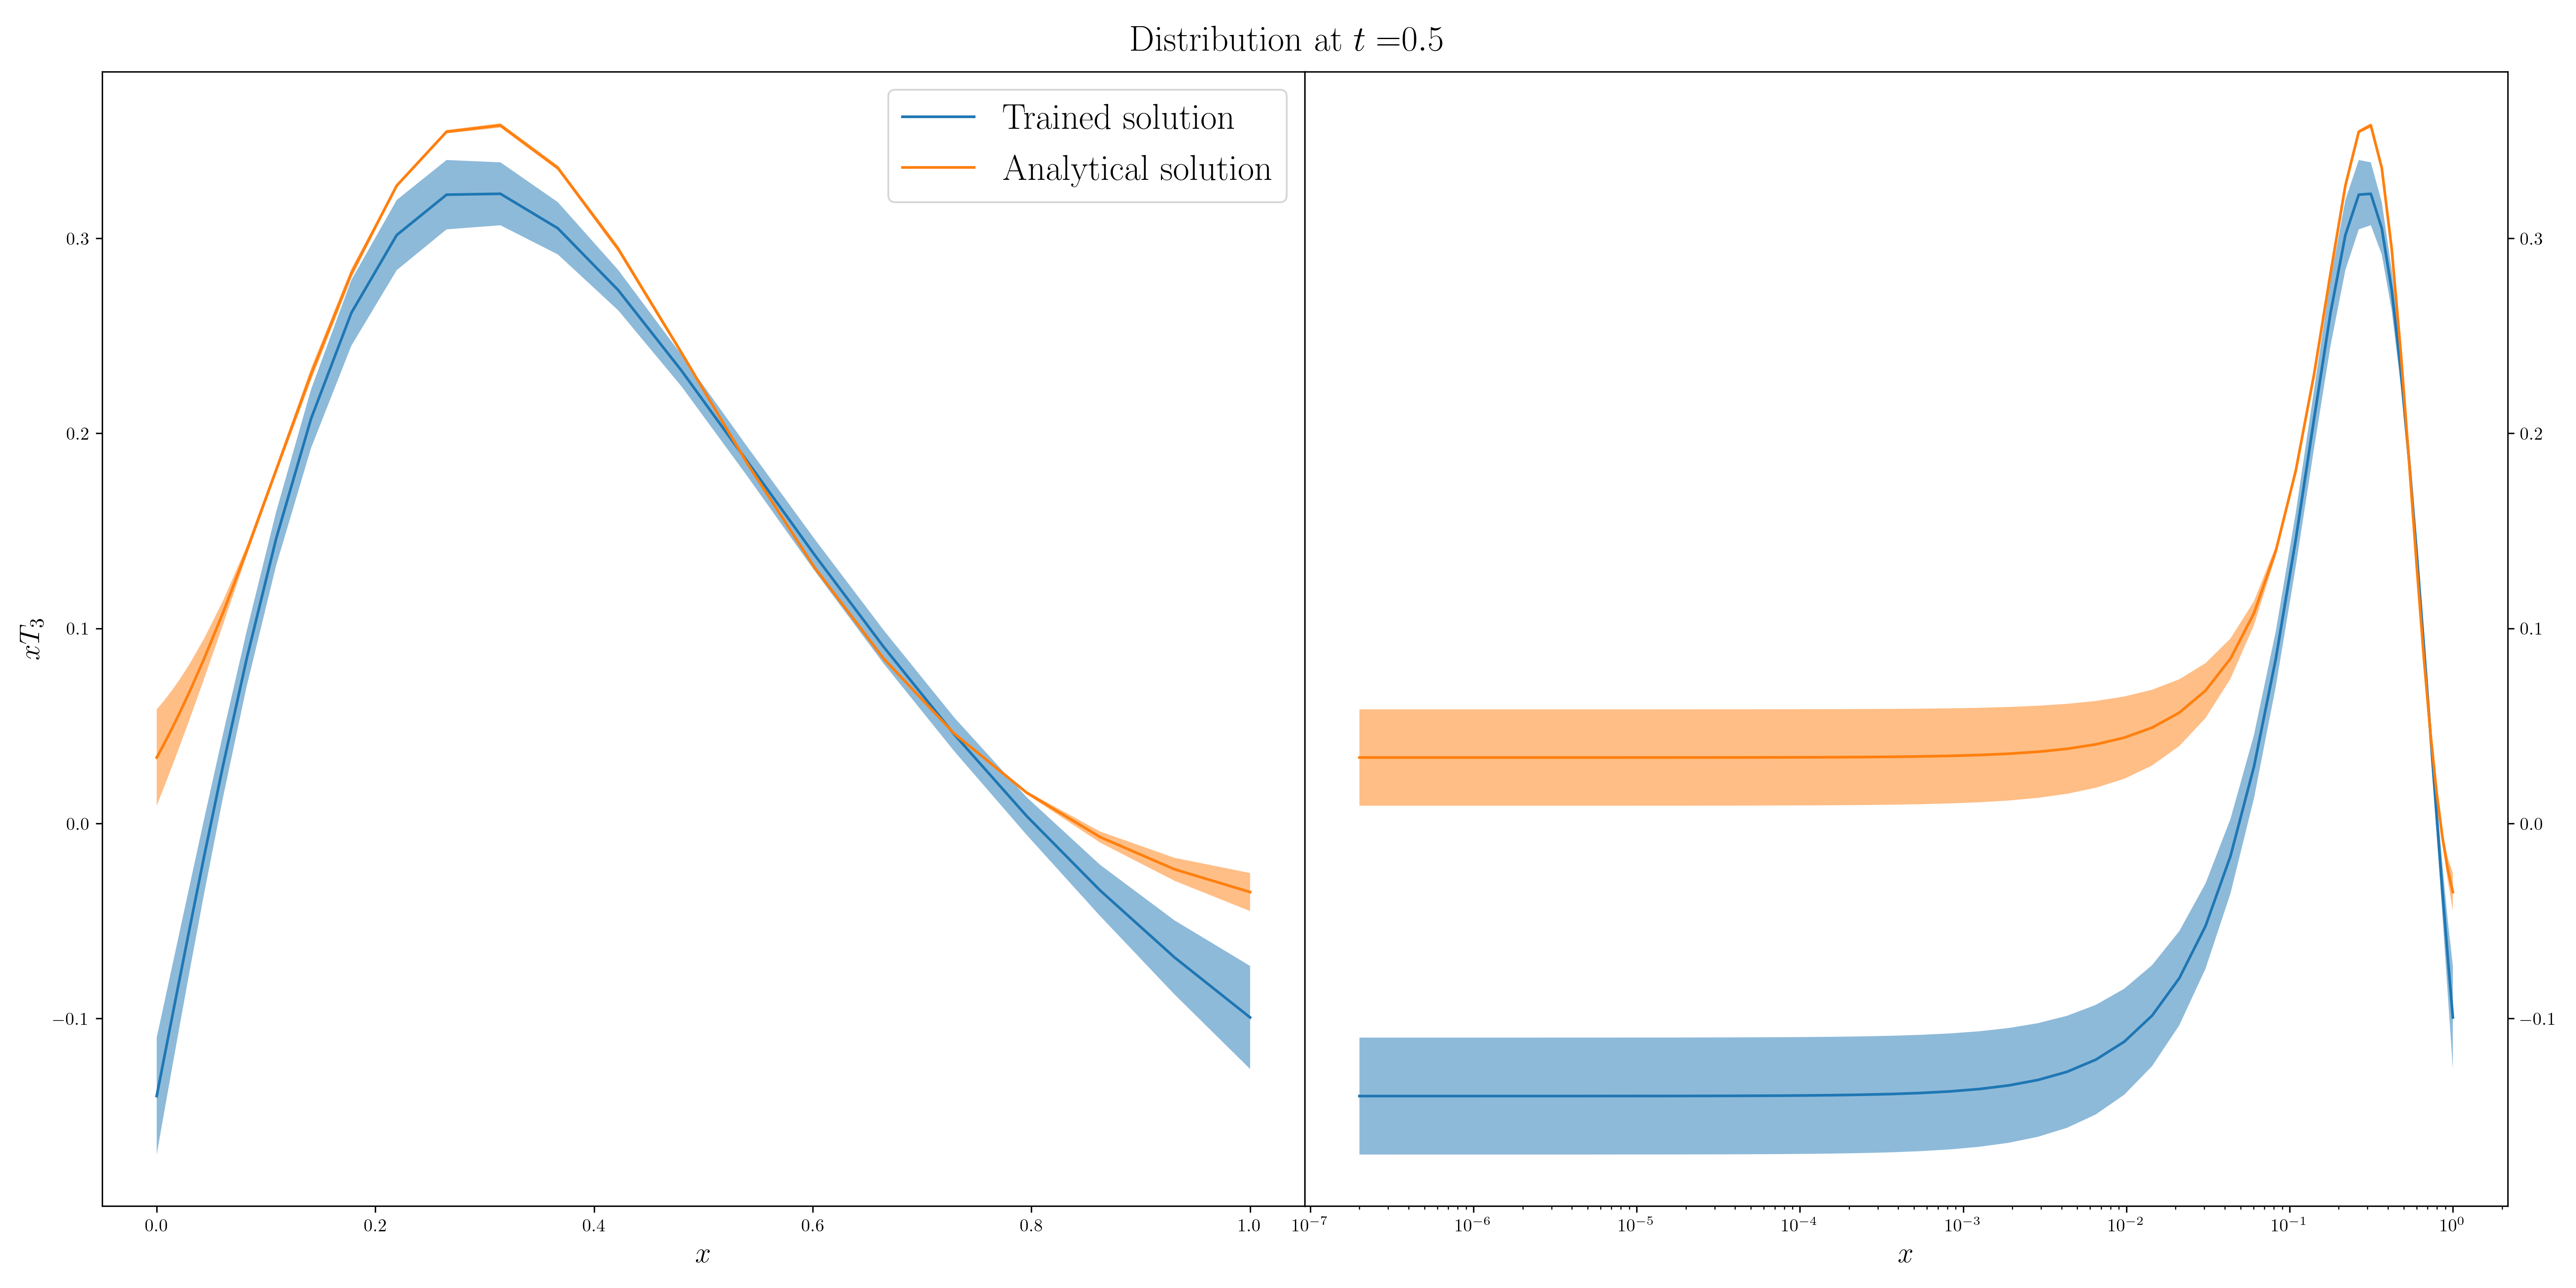 Distribution at t =0.5
Trained solution
Analytical solution
xT₃
0.3
0.2
0.1
0.0
−0.1
0.0 0.2 0.4 0.6 0.8 1.0
x
10⁻⁷ 10⁻⁶ 10⁻⁵ 10⁻⁴ 10⁻³ 10⁻² 10⁻¹ 10⁰
x
0.3
0.2
0.1
0.0
−0.1